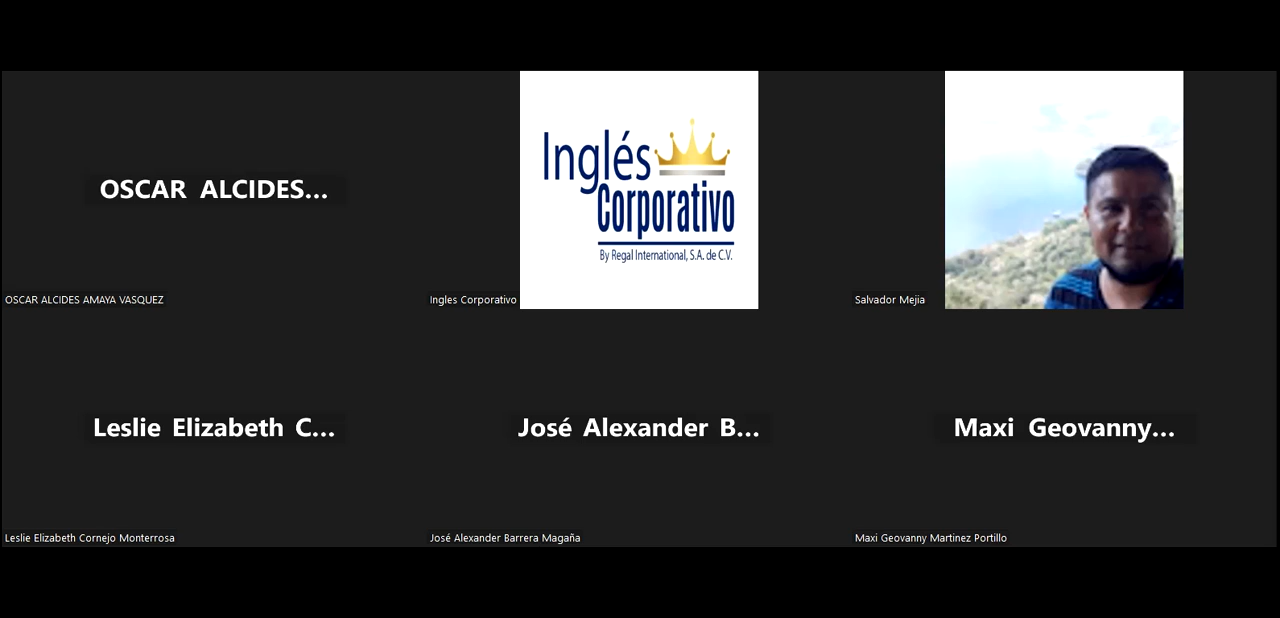 OSCAR ALCIDES...
OSCAR ALCIDES AMAYA VASQUEZ
Inglés
Corporativo
By Regal International, S.A. de C.V.
Ingles Corporativo
Salvador Mejia
Leslie Elizabeth C...
Leslie Elizabeth Cornejo Monterrosa
José Alexander B...
José Alexander Barrera Magaña
Maxi Geovanny...
Maxi Geovanny Martinez Portillo